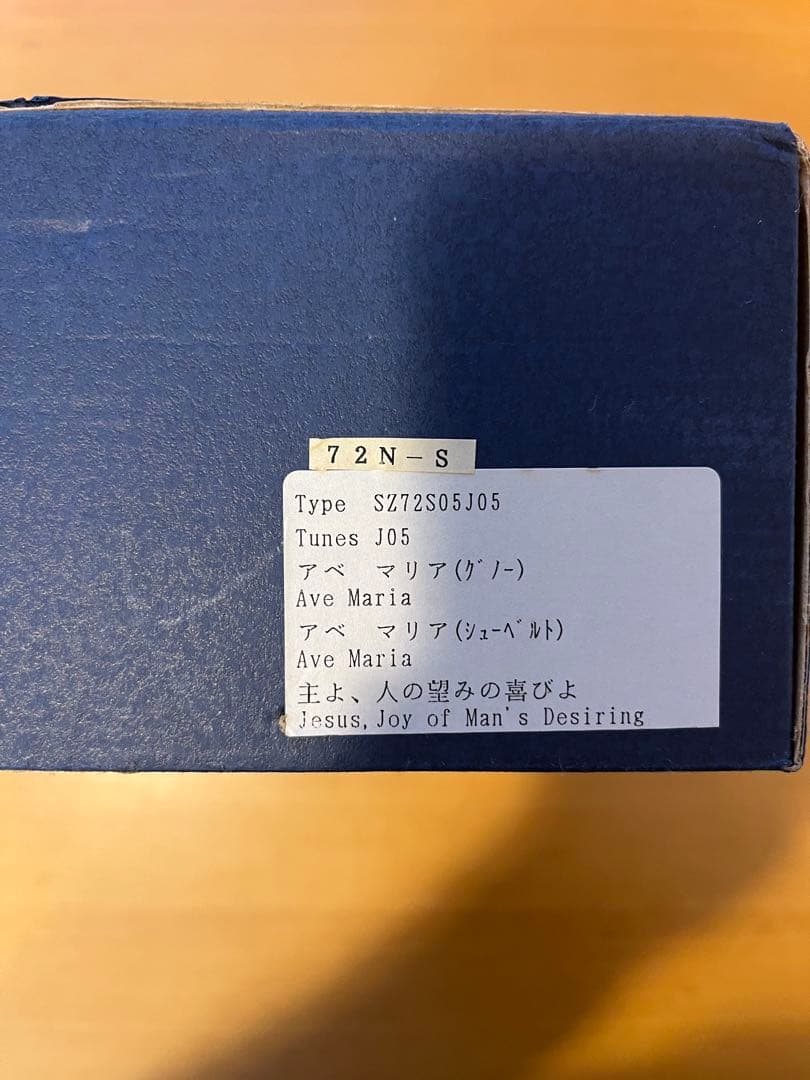 ７２Ｎ－Ｓ
Type  SZ72S05J05
Tunes J05
アベ　マリア(ｸﾞﾉｰ)
Ave Maria
アベ　マリア(ｼｭｰﾍﾞﾙﾄ)
Ave Maria
主よ、人の望みの喜びよ
Jesus,Joy of Man's Desiring